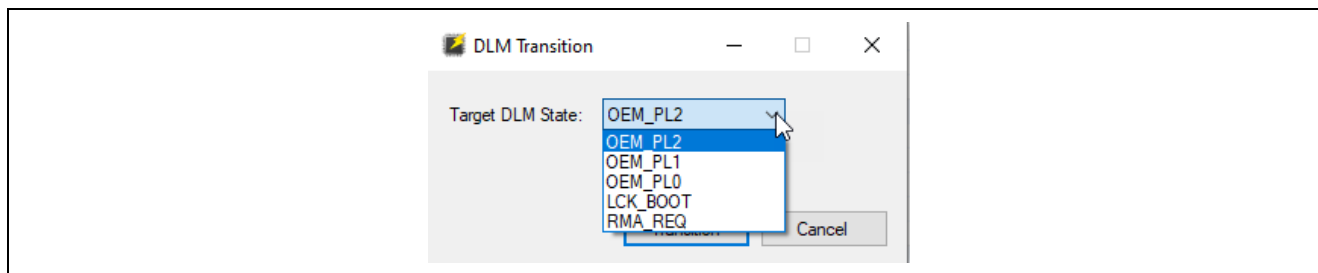 DLM Transition
Target DLM State: OEM_PL2
OEM_PL2
OEM_PL1
OEM_PL0
LCK_BOOT
RMA_REQ
Cancel